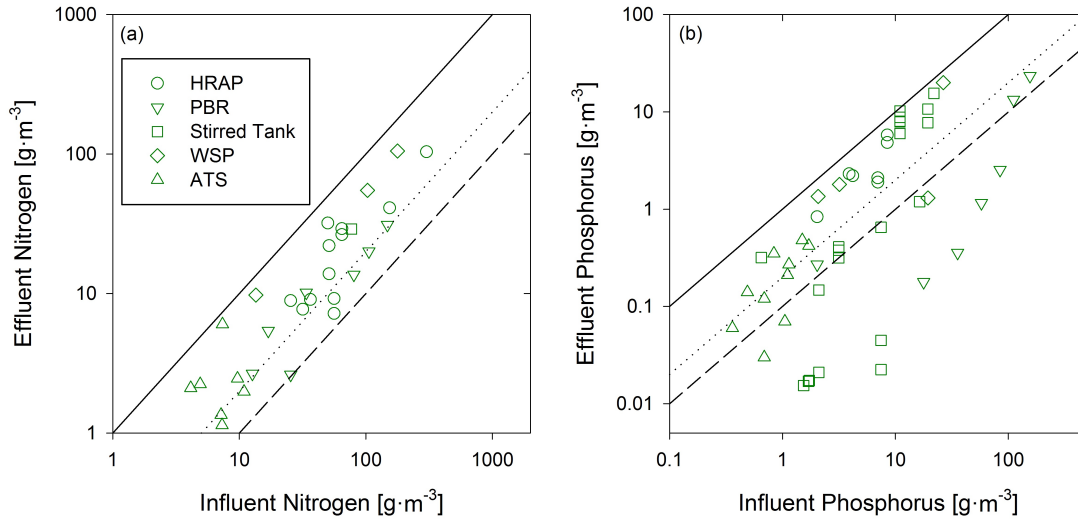 (a)
HRAP
PBR
Stirred Tank
WSP
ATS
1000
100
10
1
Effluent Nitrogen [g·m-3]
1 10 100 1000
Influent Nitrogen [g·m-3]
(b)
100
10
1
0.1
0.01
Effluent Phosphorus [g·m-3]
0.1 1 10 100
Influent Phosphorus [g·m-3]